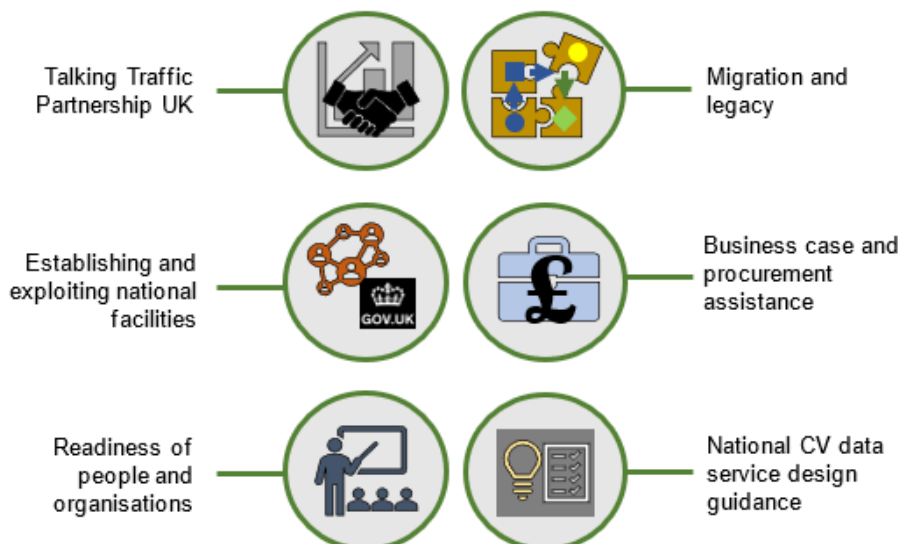 Talking Traffic
Partnership UK
Migration and
legacy
Establishing and
exploiting national
facilities
GOV.UK
£
Business case and
procurement
assistance
Readiness of
people and
organisations
National CV data
service design
guidance